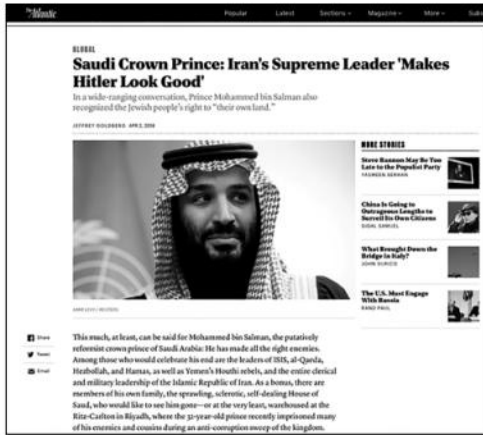 The Atlantic
Popular Latest Sections Magazine More
GLOBAL
Saudi Crown Prince: Iran's Supreme Leader 'Makes
Hitler Look Good'
In a wide-ranging conversation, Prince Mohammed bin Salman also
recognized the Jewish people's right to "their own land."
JEFFREY GOLDBERG APR 2, 2018
MORE STORIES
Steve Bannon May Be Too
Late to the Populist Party
YASMEEN SERHAN
China Is Going to
Outrageous Lengths to
Surveil Its Own Citizens
SIGAL SAMUEL
What Brought Down the
Bridge in Italy?
The U.S. Must Engage
With Russia
RAND PAUL
Share
Tweet
Email
This much, at least, can be said for Mohammed bin Salman, the putatively
reformist crown prince of Saudi Arabia: He has made all the right enemies.
Among those who would celebrate his end are the leaders of ISIS, al-Qaeda,
Hezbollah, and Hamas, as well as Yemen's Houthi rebels, and the entire clerical
and military leadership of the Islamic Republic of Iran. As a bonus, there are
members of his own family, the sprawling, sclerotic, self-dealing House of
Saud, who would like to see him gone—or at the very least, warehoused at the
Ritz-Carlton in Riyadh, where the 32-year-old prince recently imprisoned many
of his enemies and cousins during an anti-corruption sweep of the kingdom.